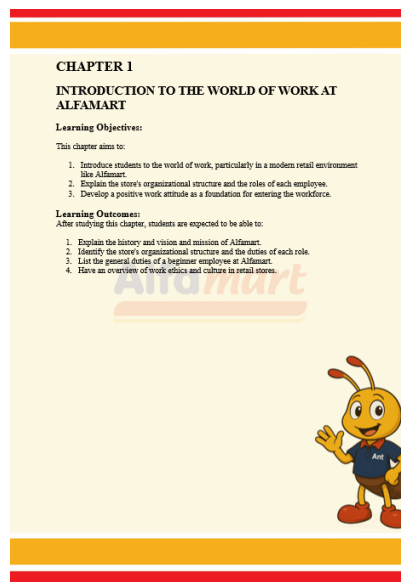 CHAPTER 1
INTRODUCTION TO THE WORLD OF WORK AT
ALFAMART
Learning Objectives:
This chapter aims to:
1. Introduce students to the world of work, particularly in a modern retail environment
like Alfamart.
2. Explain the store's organizational structure and the roles of each employee.
3. Develop a positive work attitude as a foundation for entering the workforce.
Learning Outcomes:
After studying this chapter, students are expected to be able to:
1. Explain the history and vision and mission of Alfamart.
2. Identify the store's organizational structure and the duties of each role.
3. List the general duties of a beginner employee at Alfamart.
4. Have an overview of work ethics and culture in retail stores.
Alfamart
Ant